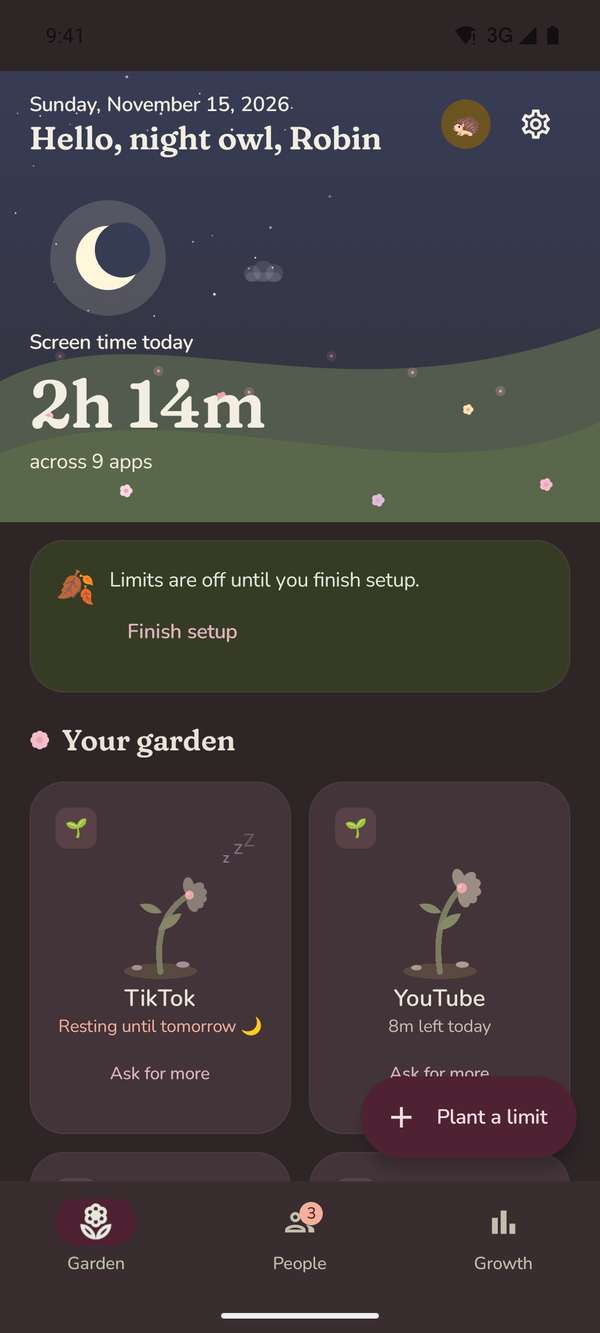 9:41
3G
Sunday, November 15, 2026
Hello, night owl, Robin
Screen time today
2h 14m
across 9 apps
Limits are off until you finish setup.
Finish setup
Your garden
z z z
TikTok
Resting until tomorrow 🌙
Ask for more
YouTube
8m left today
Ask for more
+ Plant a limit
3
Garden
People
Growth